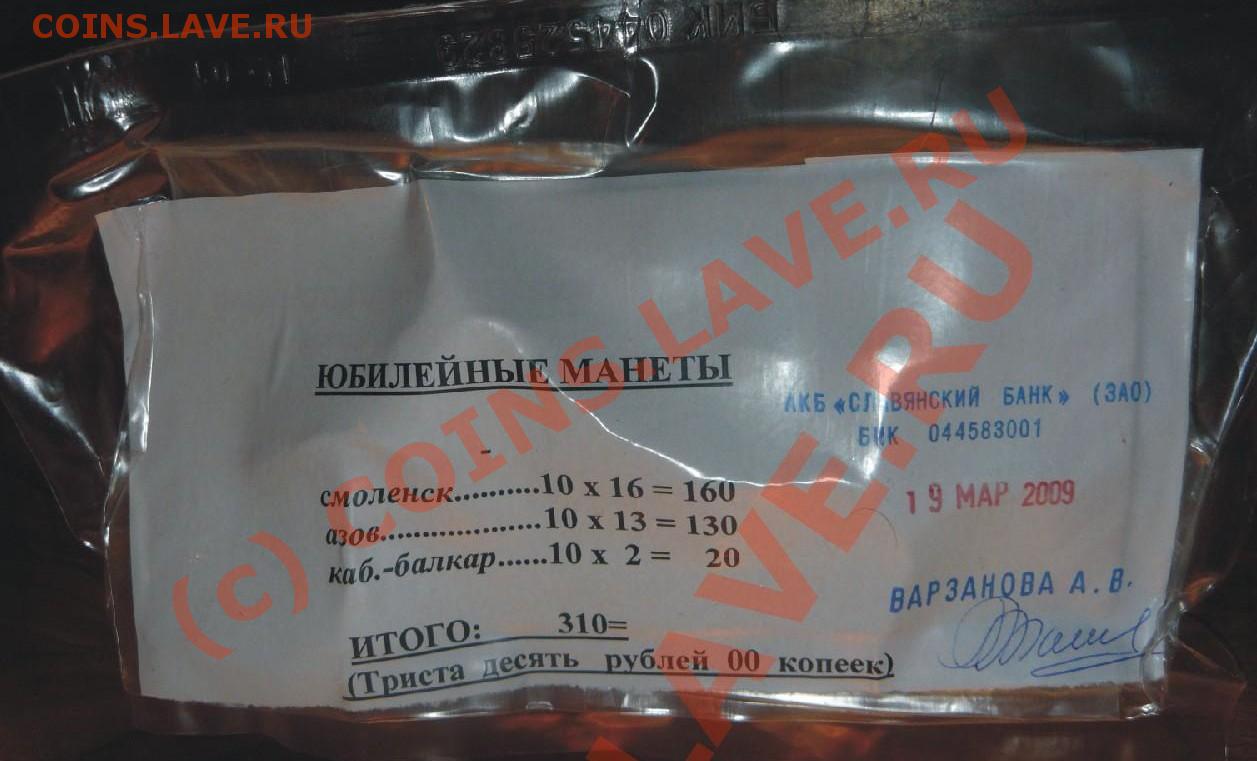 COINS.LAVE.RU
БИК 044583823
ЮБИЛЕЙНЫЕ МАНЕТЫ
-
АКБ «СЛАВЯНСКИЙ БАНК» (ЗАО)
БИК 044583001
смоленск..........10 х 16 = 160
азов...................10 х 13 = 130
каб.-балкар......10 х 2 = 20
19 МАР 2009
ВАРЗАНОВА А.В.
ИТОГО: 310=
(Триста десять рублей 00 копеек)
(c) COINS.LAVE.RU
LAVE.RU